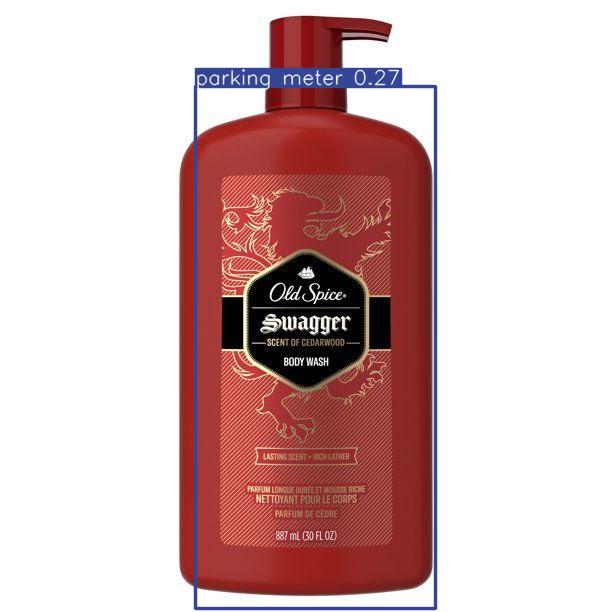 parking meter 0.27
Old Spice®
Swagger
SCENT OF CEDARWOOD
BODY WASH
LASTING SCENT • RICH LATHER
PARFUM LONGUE DURÉE ET MOUSSE RICHE
NETTOYANT POUR LE CORPS
PARFUM DE CÈDRE
887 mL (30 FL OZ)